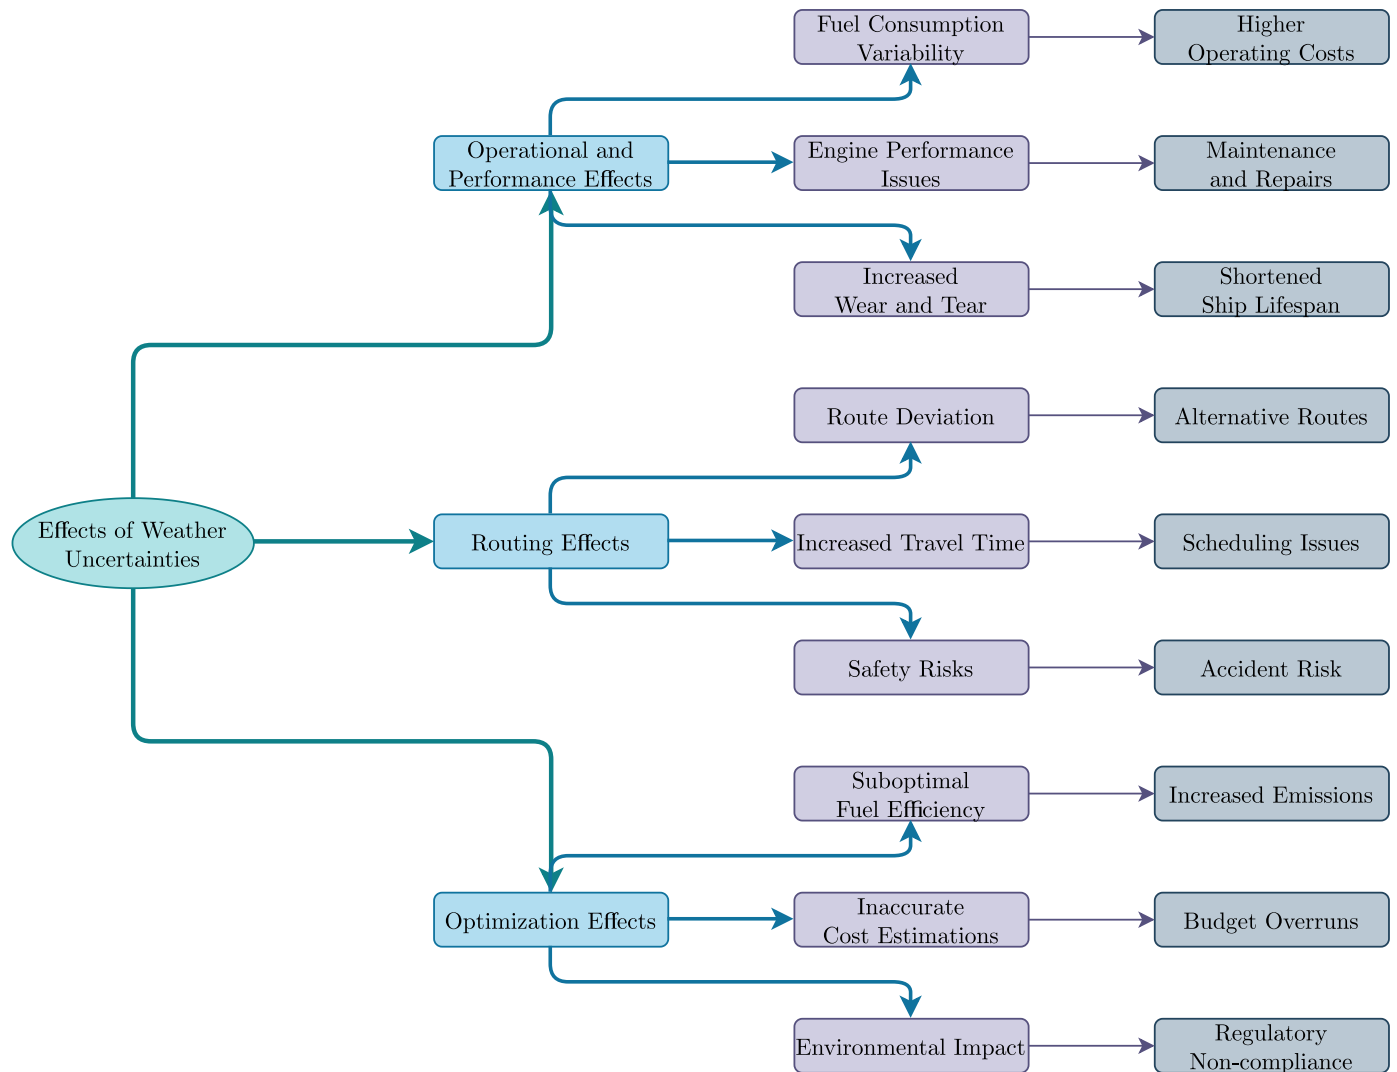 Fuel Consumption
Variability
Higher
Operating Costs
Operational and
Performance Effects
Engine Performance
Issues
Maintenance
and Repairs
Increased
Wear and Tear
Shortened
Ship Lifespan
Route Deviation
Alternative Routes
Effects of Weather
Uncertainties
Routing Effects
Increased Travel Time
Scheduling Issues
Safety Risks
Accident Risk
Suboptimal
Fuel Efficiency
Increased Emissions
Optimization Effects
Inaccurate
Cost Estimations
Budget Overruns
Environmental Impact
Regulatory
Non-compliance